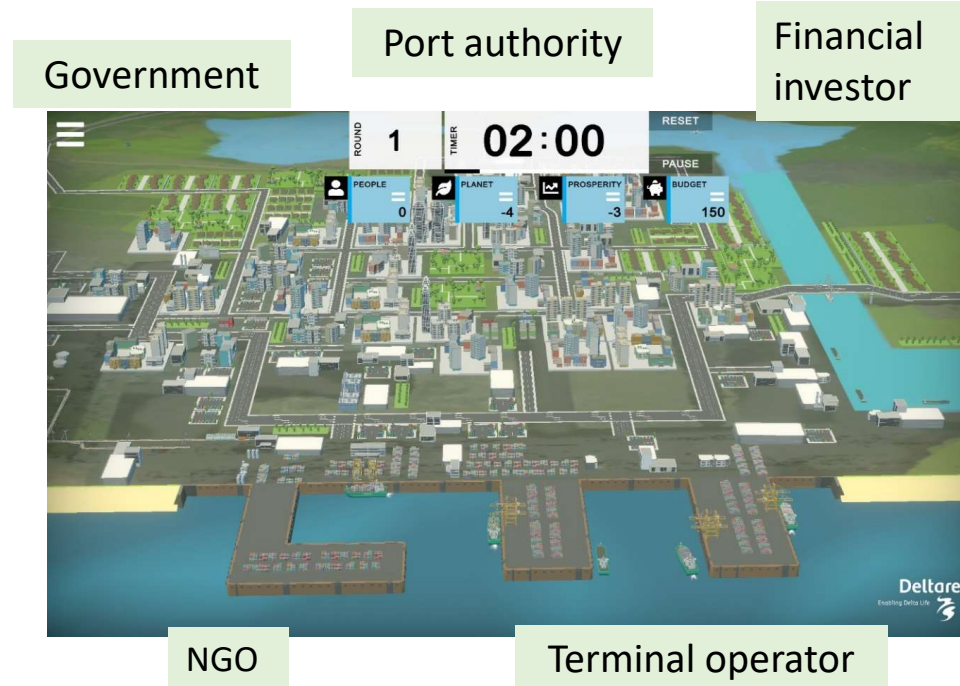 Government
Port authority
Financial
investor
ROUND
1
TIMER
02:00
RESET
PAUSE
PEOPLE
0
PLANET
-4
PROSPERITY
-3
BUDGET
150
Deltare
Enabling Delta Life
NGO
Terminal operator